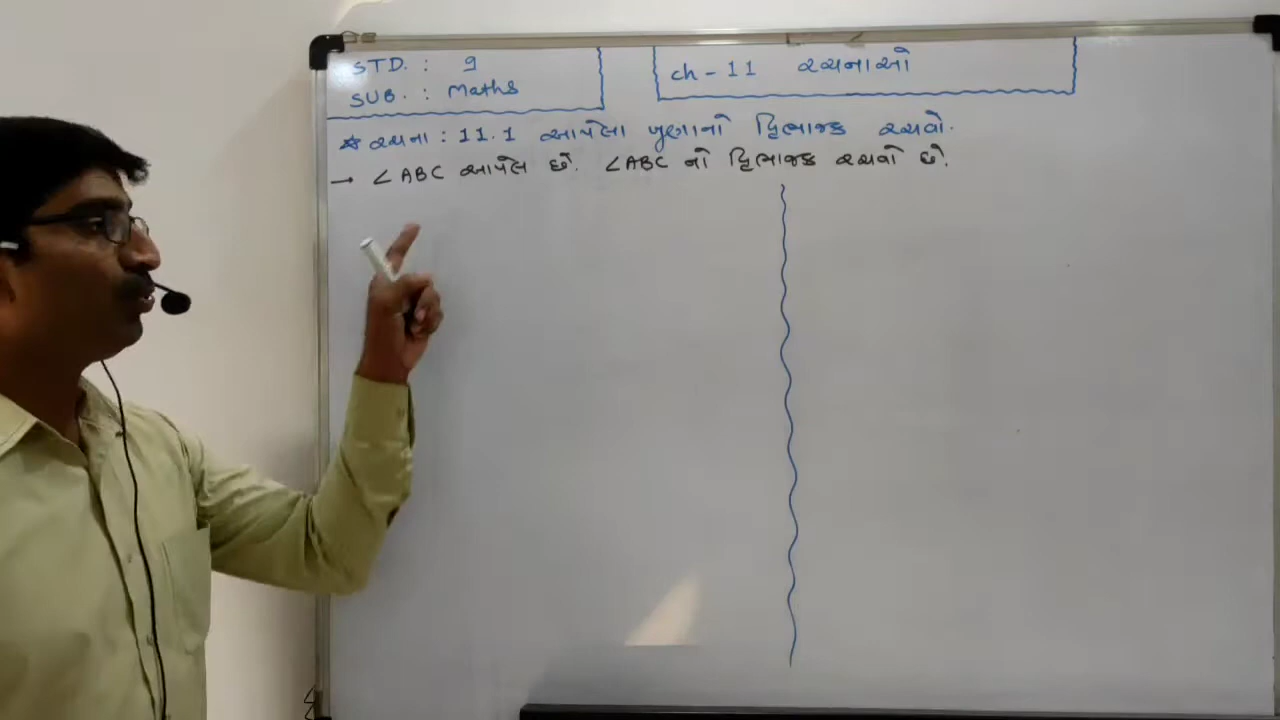 STD. : 9
SUB. : Maths
ch - 11 રચનાઓ
* રચના : 11.1 આપેલા ખૂણાનો દ્વિભાજક રચવો.
→ ∠ABC આપેલ છે. ∠ABC નો દ્વિભાજક રચવો છે.